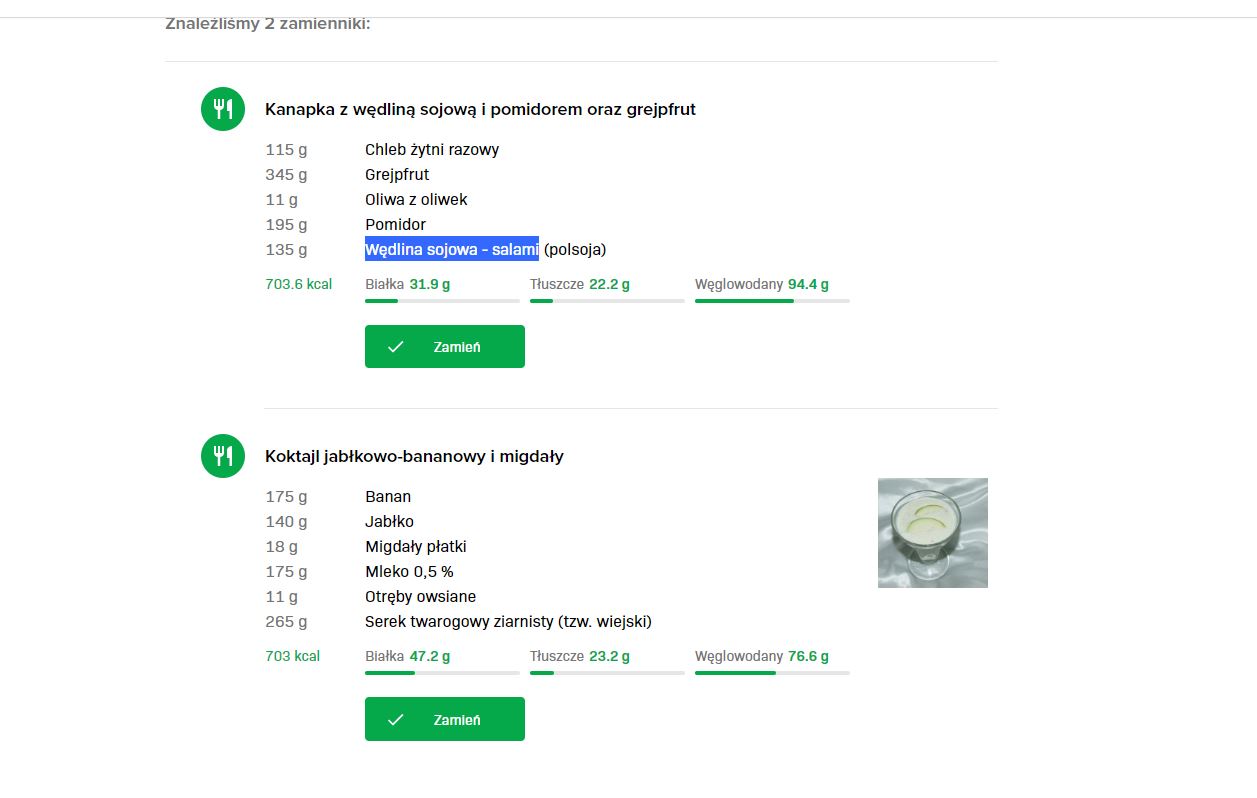 Znaleźliśmy 2 zamienniki:
Kanapka z wędliną sojową i pomidorem oraz grejpfrut
115 g Chleb żytni razowy
345 g Grejpfrut
11 g Oliwa z oliwek
195 g Pomidor
135 g Wędlina sojowa - salami (polsoja)
703.6 kcal Białka 31.9 g Tłuszcze 22.2 g Węglowodany 94.4 g
Zamień
Koktajl jabłkowo-bananowy i migdały
175 g Banan
140 g Jabłko
18 g Migdały płatki
175 g Mleko 0,5 %
11 g Otręby owsiane
265 g Serek twarogowy ziarnisty (tzw. wiejski)
703 kcal Białka 47.2 g Tłuszcze 23.2 g Węglowodany 76.6 g
Zamień